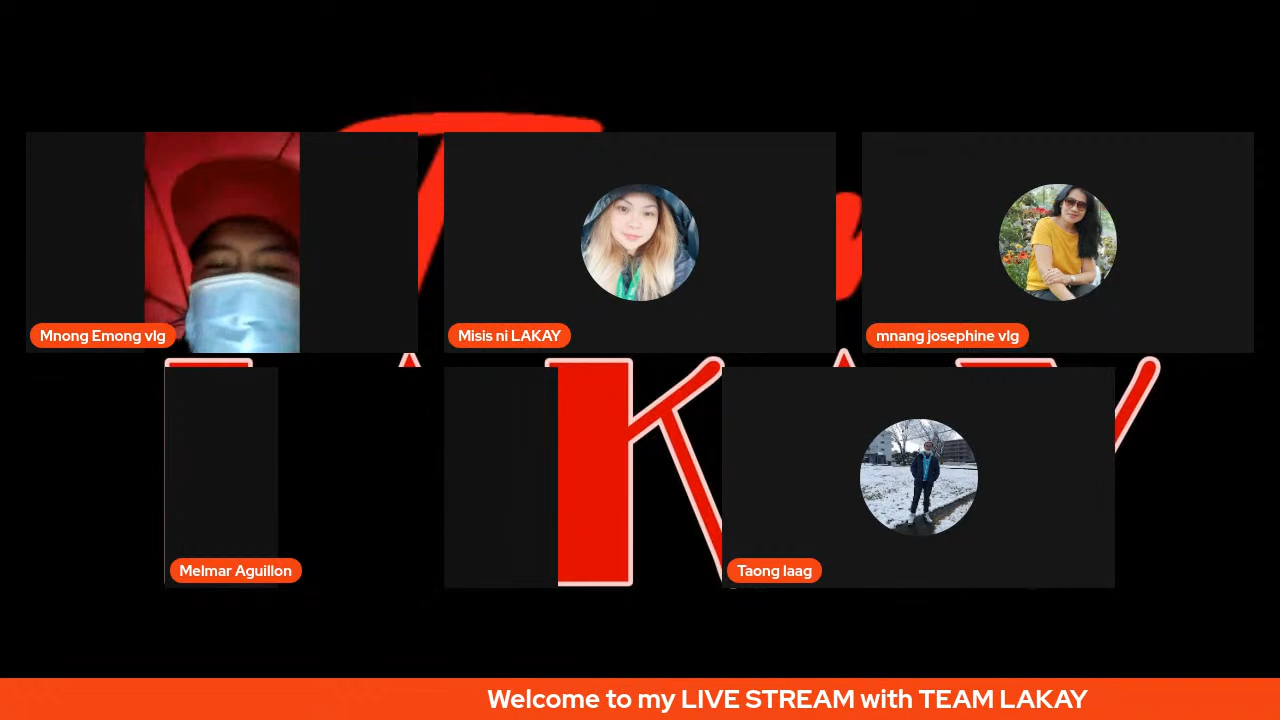 Mnong Emong vlg
Misis ni LAKAY
mnang josephine vlg
Melmar Aguillon
Taong laag
Welcome to my LIVE STREAM with TEAM LAKAY